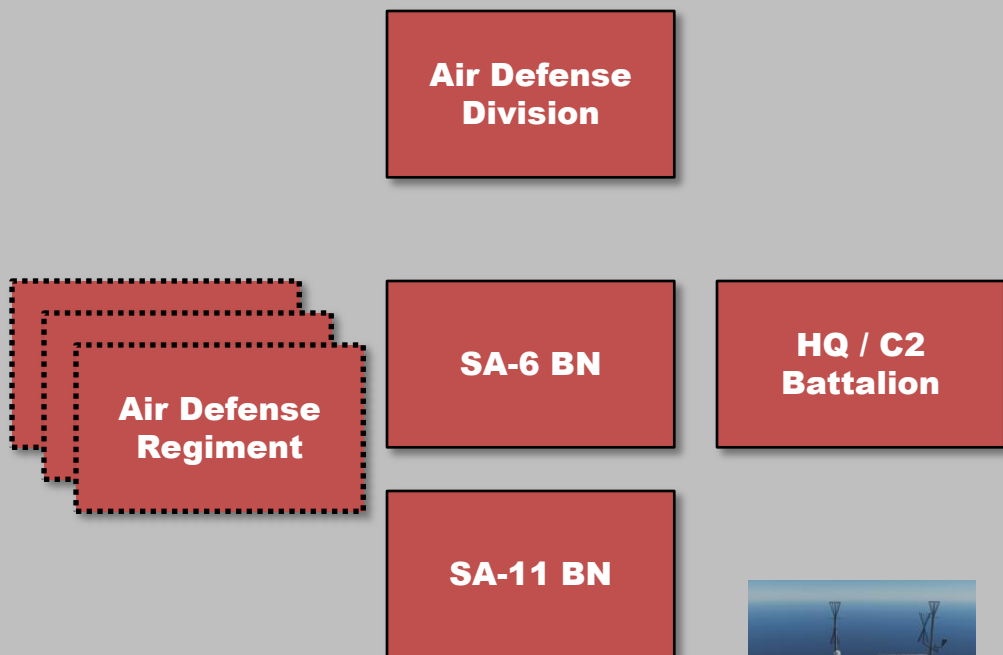 Air Defense
Division
Air Defense
Regiment
SA-6 BN
HQ / C2
Battalion
SA-11 BN